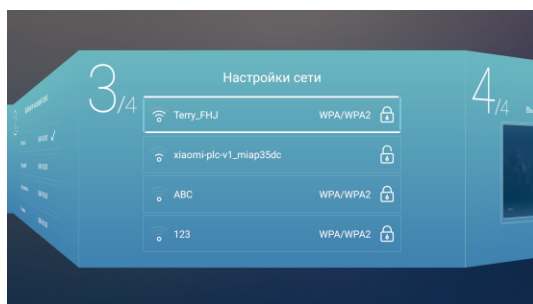 3/4
Настройки сети
Terry_FHJ WPA/WPA2
xiaomi-plc-v1_miap35dc
ABC WPA/WPA2
123 WPA/WPA2
4/4